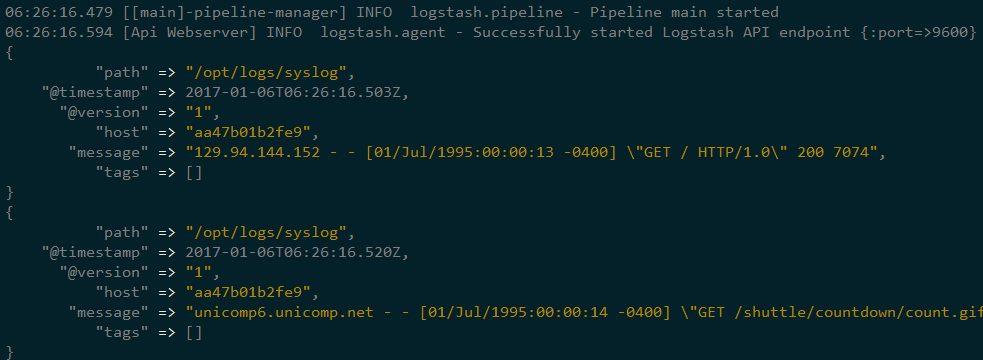 06:26:16.479 [[main]-pipeline-manager] INFO  logstash.pipeline - Pipeline main started
06:26:16.594 [Api Webserver] INFO  logstash.agent - Successfully started Logstash API endpoint {:port=>9600}
{
          "path" => "/opt/logs/syslog",
    "@timestamp" => 2017-01-06T06:26:16.503Z,
      "@version" => "1",
          "host" => "aa47b01b2fe9",
       "message" => "129.94.144.152 - - [01/Jul/1995:00:00:13 -0400] \"GET / HTTP/1.0\" 200 7074",
          "tags" => []
}
{
          "path" => "/opt/logs/syslog",
    "@timestamp" => 2017-01-06T06:26:16.520Z,
      "@version" => "1",
          "host" => "aa47b01b2fe9",
       "message" => "unicomp6.unicomp.net - - [01/Jul/1995:00:00:14 -0400] \"GET /shuttle/countdown/count.gif
          "tags" => []
}